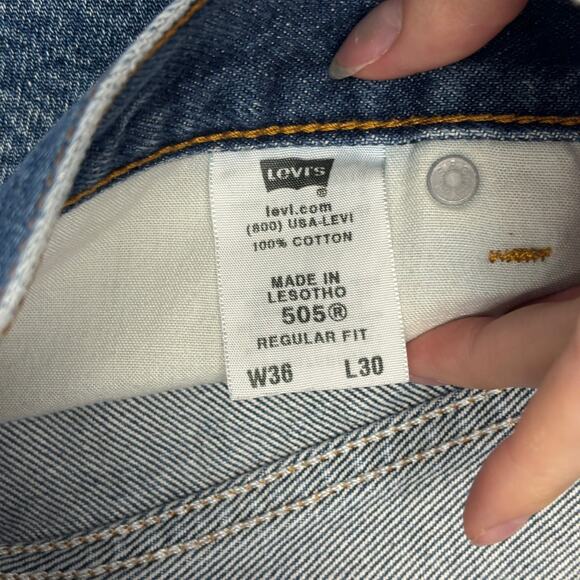 Levi's
®
levi.com
(800) USA-LEVI
100% COTTON
MADE IN
LESOTHO
505®
REGULAR FIT
W36 L30